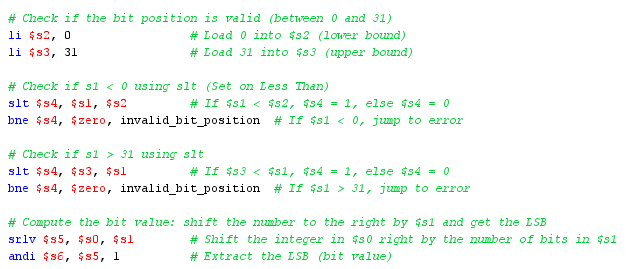 # Check if the bit position is valid (between 0 and 31)
li $s2, 0 # Load 0 into $s2 (lower bound)
li $s3, 31 # Load 31 into $s3 (upper bound)
# Check if s1 < 0 using slt (Set on Less Than)
slt $s4, $s1, $s2 # If $s1 < $s2, $s4 = 1, else $s4 = 0
bne $s4, $zero, invalid_bit_position # If $s1 < 0, jump to error
# Check if s1 > 31 using slt
slt $s4, $s3, $s1 # If $s3 < $s1, $s4 = 1, else $s4 = 0
bne $s4, $zero, invalid_bit_position # If $s1 > 31, jump to error
# Compute the bit value: shift the number to the right by $s1 and get the LSB
srlv $s5, $s0, $s1 # Shift the integer in $s0 right by the number of bits in $s1
andi $s6, $s5, 1 # Extract the LSB (bit value)